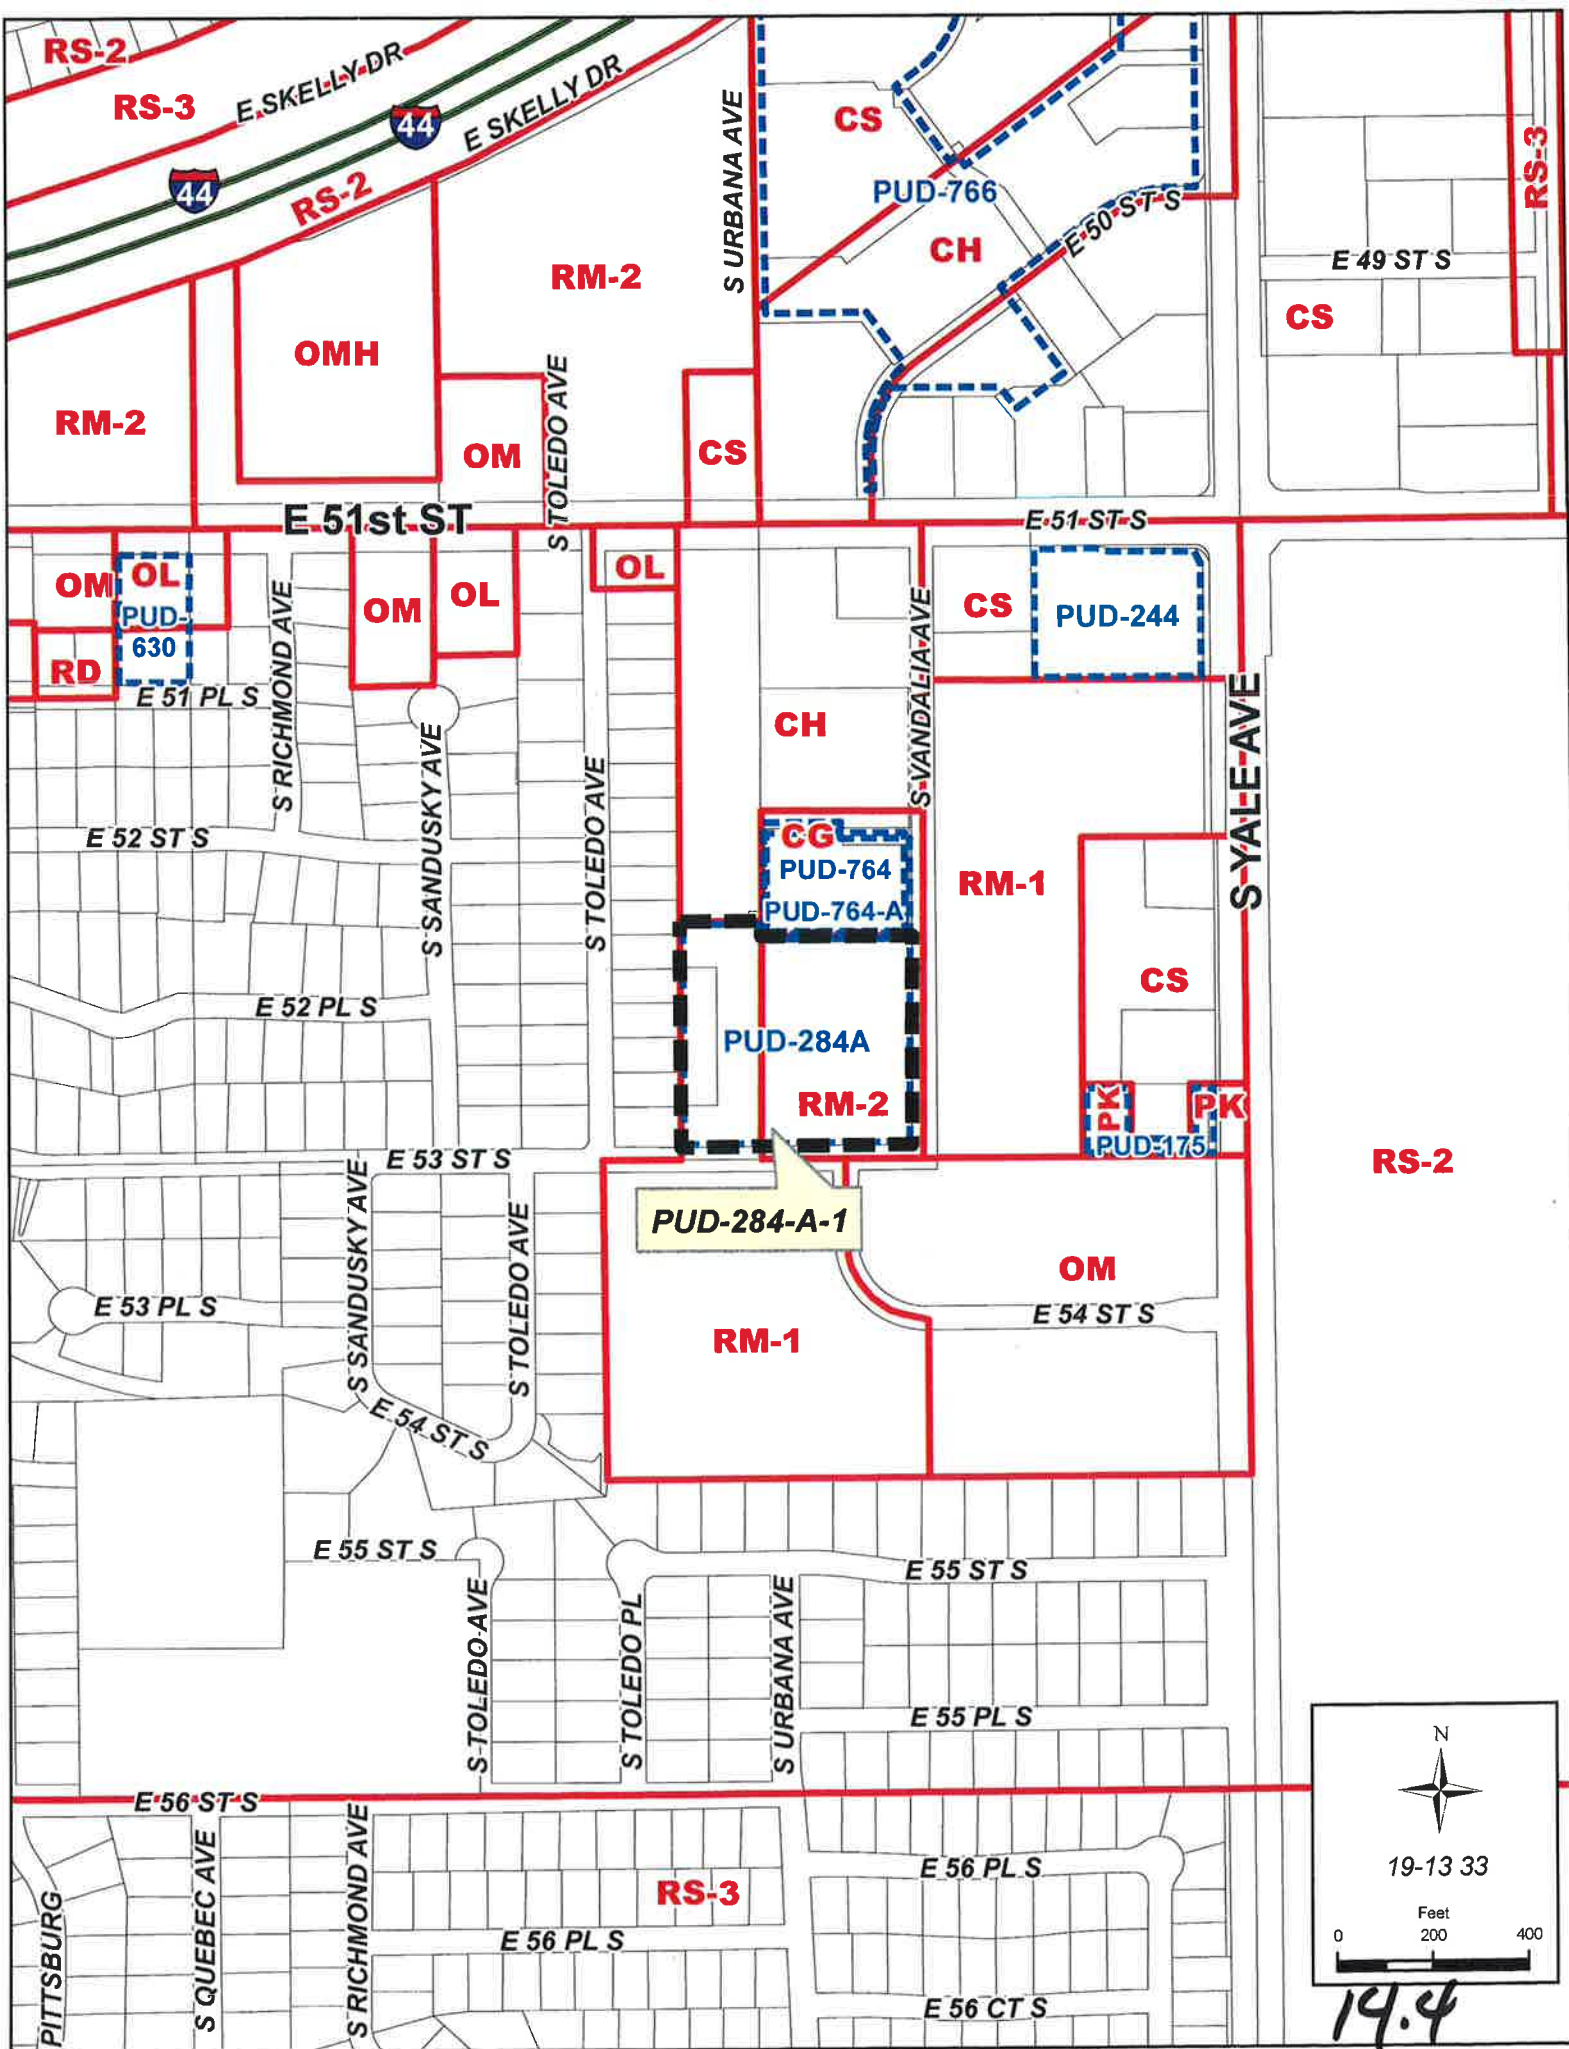 RS-2
RS-3
E SKELLY DR
44
E SKELLY DR
44
RS-2
S URBANA AVE
CS
PUD-766
CH
E 50 ST S
RS-3
E 49 ST S
CS
RM-2
OMH
RM-2
OM
S TOLEDO AVE
CS
E 51st ST
E 51 ST S
OM
OL
PUD-
630
RD
E 51 PL S
S RICHMOND AVE
OM
OL
OL
CS
PUD-244
S VANDALIA AVE
CH
S YALE AVE
S SANDUSKY AVE
S TOLEDO AVE
E 52 ST S
CG
PUD-764
PUD-764-A
RM-1
CS
E 52 PL S
PUD-284A
RM-2
PK
PK
PUD-175
RS-2
E 53 ST S
S SANDUSKY AVE
S TOLEDO AVE
PUD-284-A-1
OM
E 53 PL S
E 54 ST S
RM-1
E 54 ST S
E 55 ST S
E 55 ST S
S TOLEDO AVE
S TOLEDO PL
S URBANA AVE
E 55 PL S
E 56 ST S
S QUEBEC AVE
S RICHMOND AVE
PITTSBURG
RS-3
E 56 PL S
E 56 PL S
E 56 CT S
N
19-13 33
Feet
0 200 400
14.4